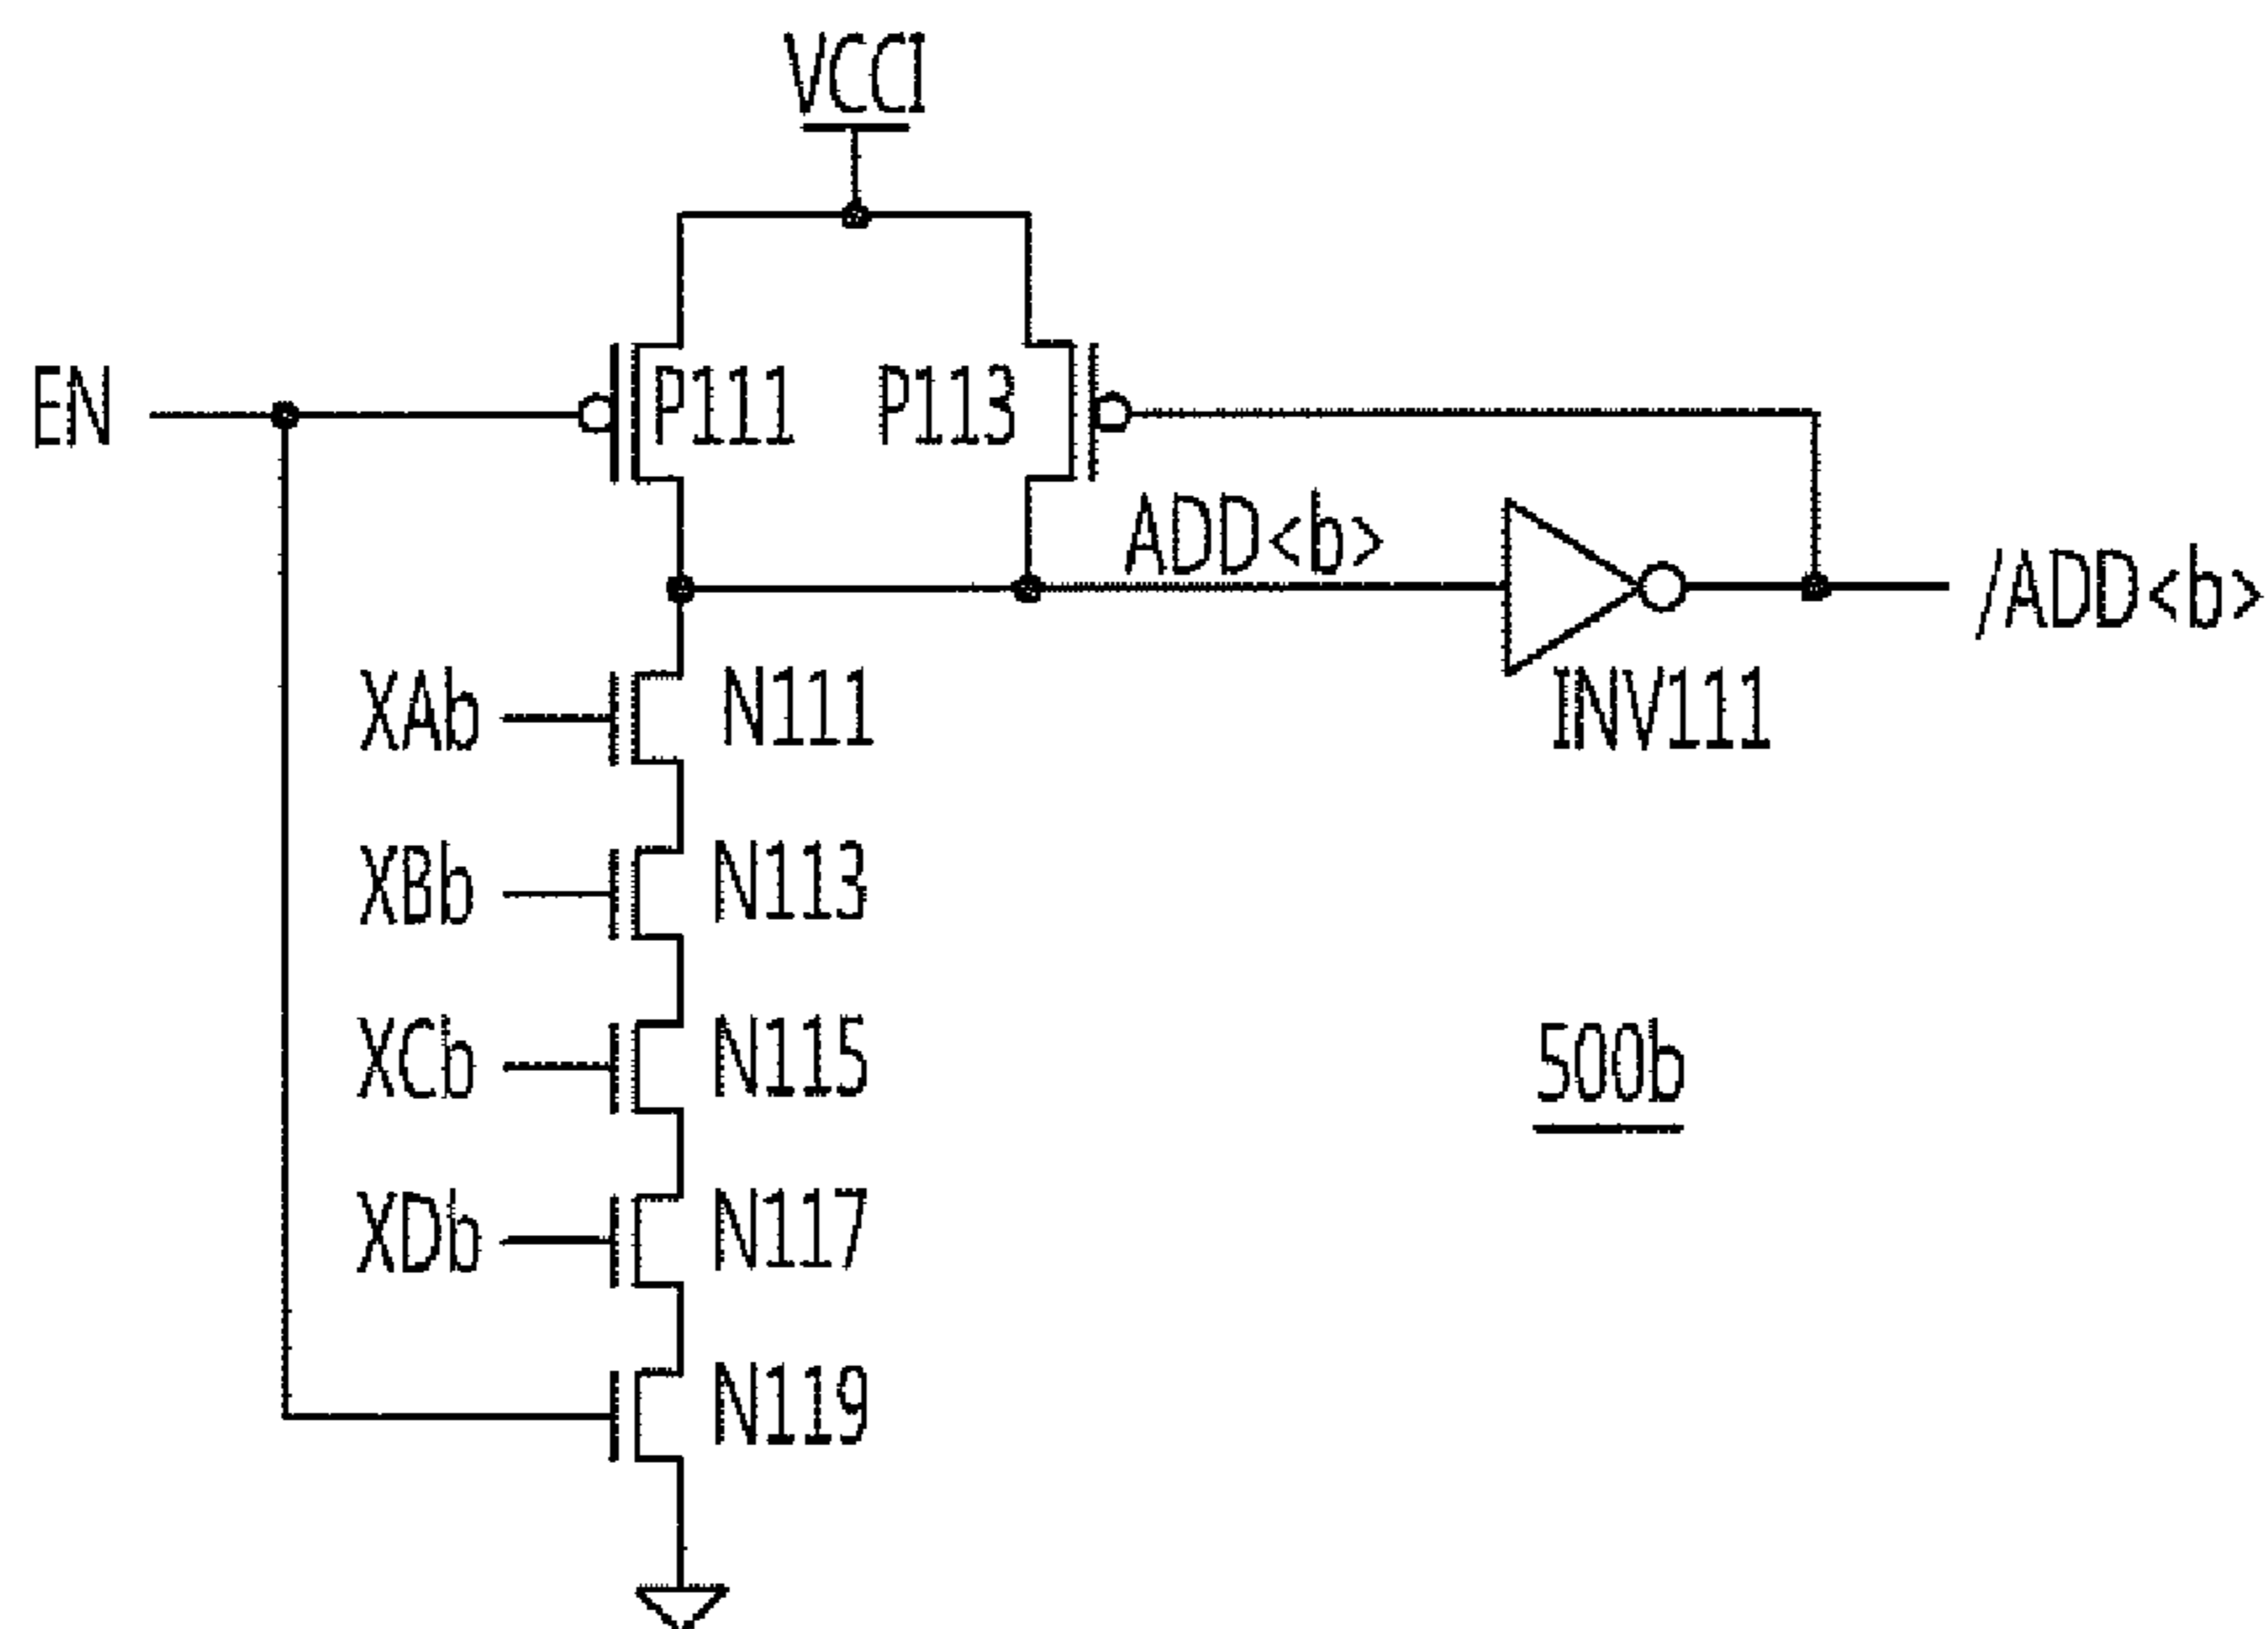 VCCI
EN
P111
P113
ADD<b>
/ADD<b>
XAb
N111
INV111
XBb
N113
XCb
N115
500b
XDb
N117
N119